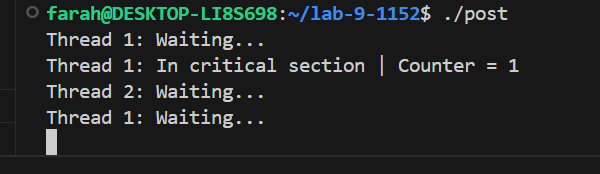 farah@DESKTOP-LI8S698:~/lab-9-1152$ ./post
Thread 1: Waiting...
Thread 1: In critical section | Counter = 1
Thread 2: Waiting...
Thread 1: Waiting...